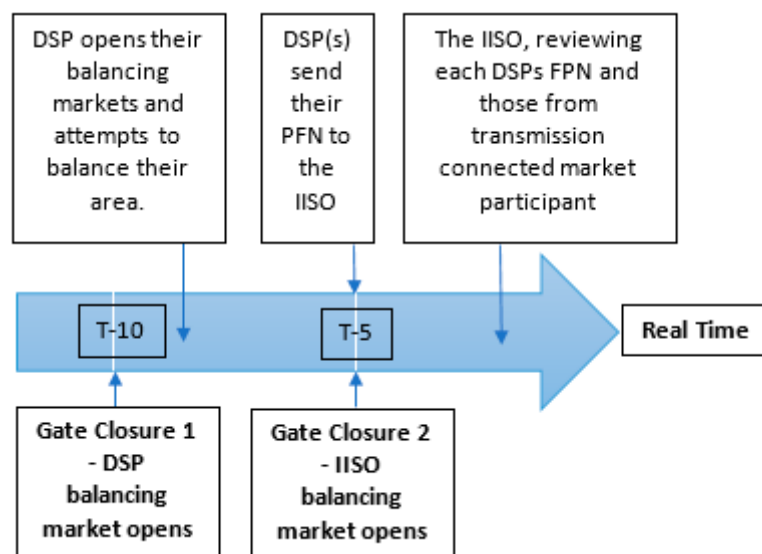 DSP opens their
balancing
markets and
attempts to
balance their
area.
DSP(s)
send
their
PFN to
the
IISO
The IISO, reviewing
each DSPs FPN and
those from
transmission
connected market
participant
T-10
T-5
Real Time
Gate Closure 1
- DSP
balancing
market opens
Gate Closure 2
- IISO
balancing
market opens